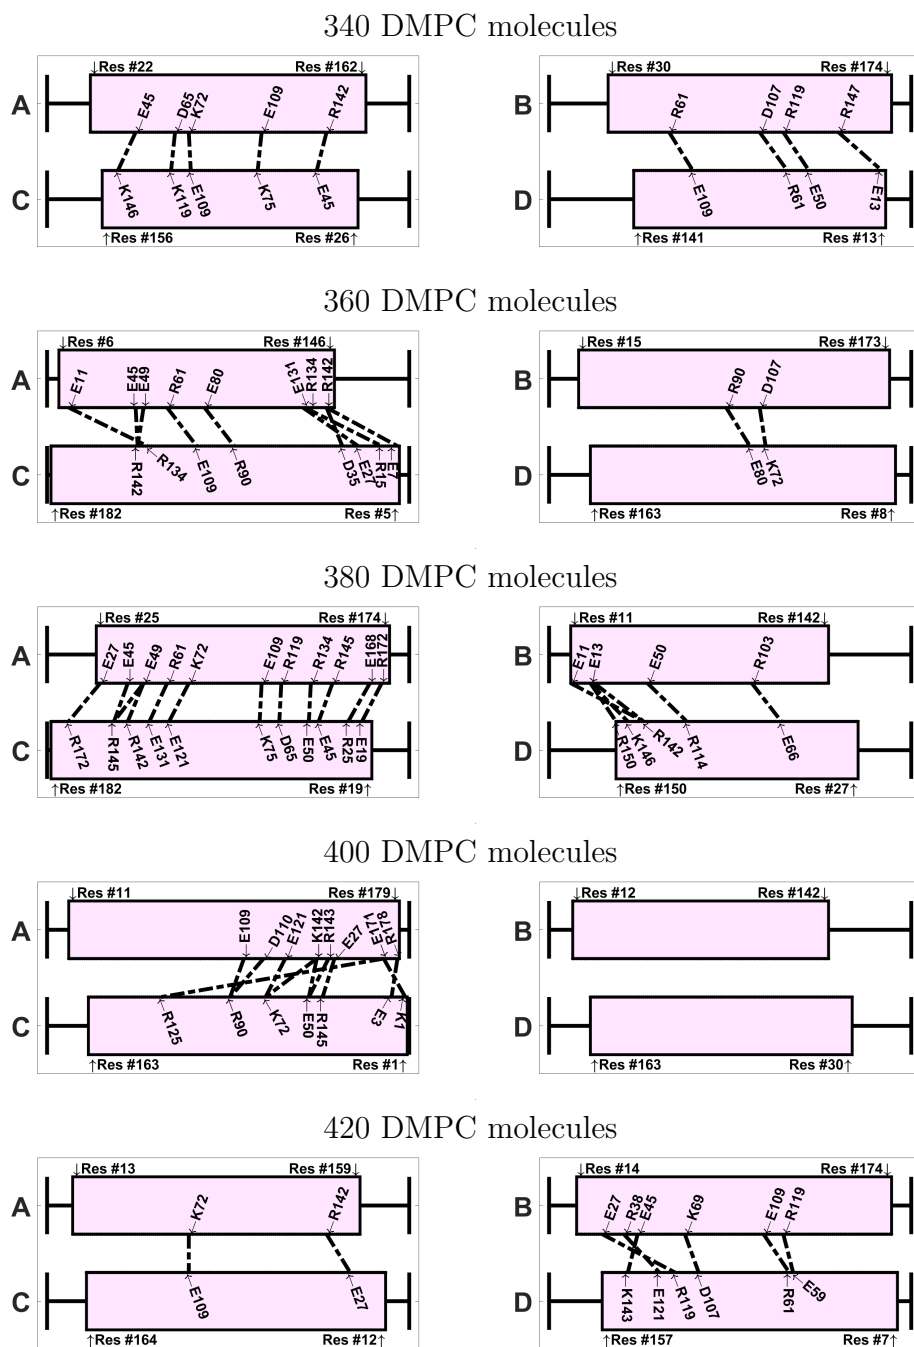 340 DMPC molecules
↓Res #22 Res #162↓
A E45 D65 K72 E109 R142
C K146 K119 E109 K75 E45
↑Res #156 Res #26↑
↓Res #30 Res #174↓
B R61 D107 R119 R147
D E109 R61 E50 E13
↑Res #141 Res #13↑
360 DMPC molecules
↓Res #6 Res #146↓
A E11 E45 E49 R61 E80 E131 R134 R142
C R142 R134 E109 R90 D35 E27 R15 E7
↑Res #182 Res #5↑
↓Res #15 Res #173↓
B R90 D107
D E80 K72
↑Res #163 Res #8↑
380 DMPC molecules
↓Res #25 Res #174↓
A E27 E45 E49 R61 K72 E109 R119 R134 R145 E168 R172
C R172 R145 R142 E131 E121 K75 D65 E50 E45 R25 E19
↑Res #182 Res #19↑
↓Res #11 Res #142↓
B E11 E13 E50 R103
D R150 K146 R142 R114 E66
↑Res #150 Res #27↑
400 DMPC molecules
↓Res #11 Res #179↓
A E109 D110 E121 K142 R143 E27 E171 R178
C R125 R90 K72 E50 R145 E3 K1
↑Res #163 Res #1↑
↓Res #12 Res #142↓
B
D
↑Res #163 Res #30↑
420 DMPC molecules
↓Res #13 Res #159↓
A K72 R142
C E109 E27
↑Res #164 Res #12↑
↓Res #14 Res #174↓
B E27 R38 E45 K69 E109 R119
D K143 E121 R119 D107 R61 E59
↑Res #157 Res #7↑